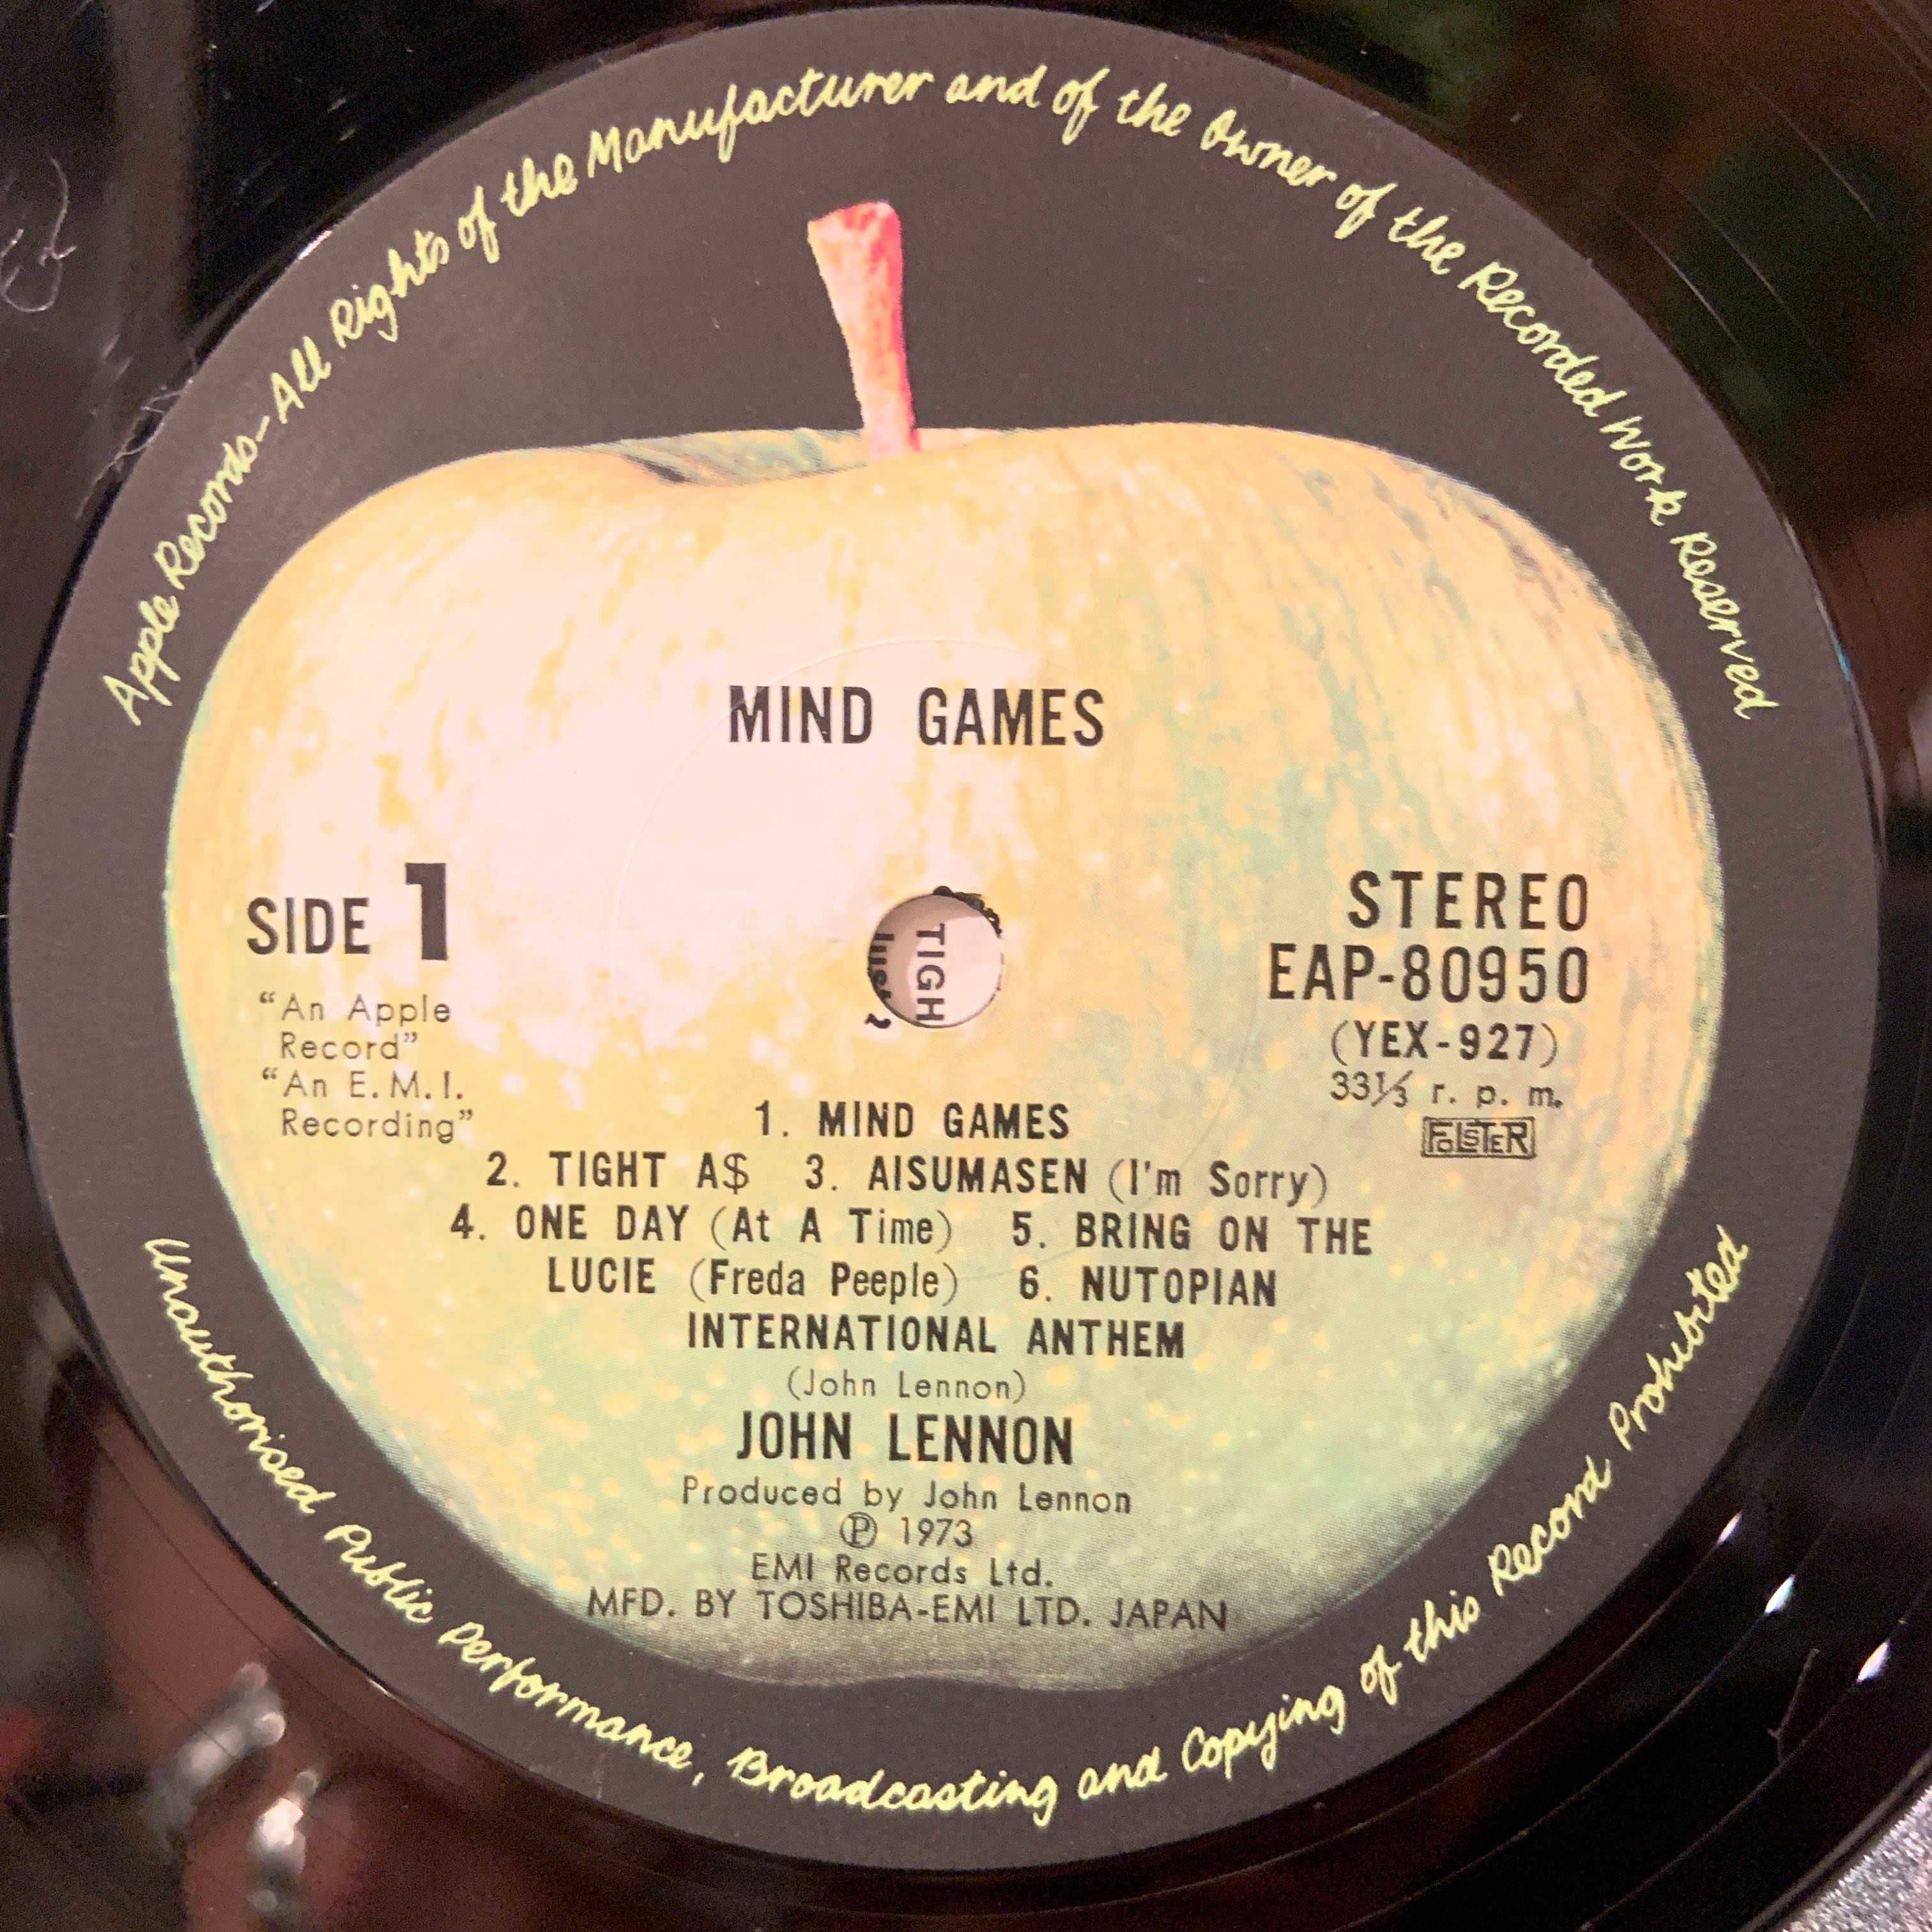 Apple Records - All Rights of the Manufacturer and of the Owner of the Recorded Work Reserved
MIND GAMES
SIDE 1
"An Apple
Record"
"An E.M.I.
Recording"
STEREO
EAP-80950
(YEX-927)
33⅓ r. p. m.
FOLSTER
TIGH
1. MIND GAMES
2. TIGHT A$ 3. AISUMASEN (I'm Sorry)
4. ONE DAY (At A Time) 5. BRING ON THE
LUCIE (Freda Peeple) 6. NUTOPIAN
INTERNATIONAL ANTHEM
(John Lennon)
JOHN LENNON
Produced by John Lennon
Ⓟ 1973
EMI Records Ltd.
MFD. BY TOSHIBA-EMI LTD. JAPAN
Unauthorised Public Performance, Broadcasting and Copying of this Record Prohibited